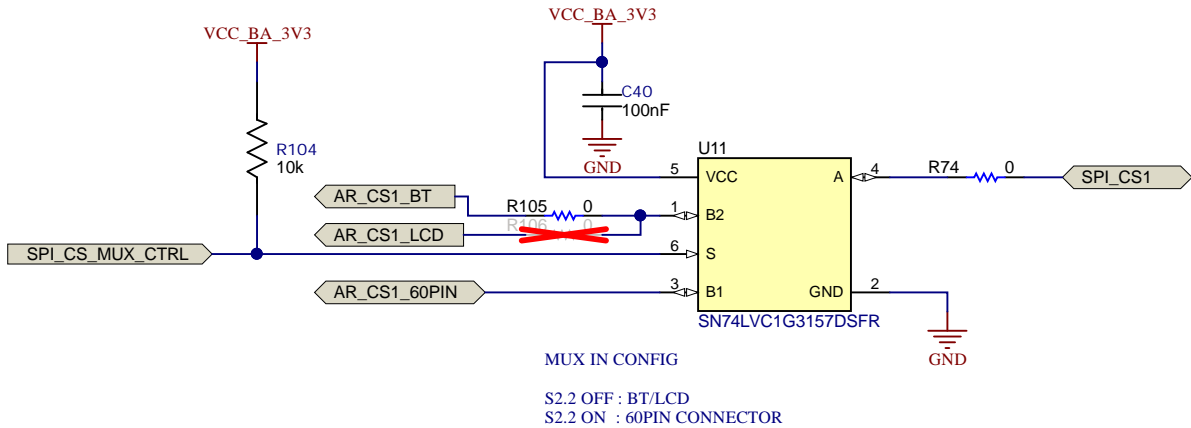 VCC_BA_3V3
VCC_BA_3V3
C40
100nF
R104
10k
GND
U11
5
VCC
A
4
R74
0
SPI_CS1
AR_CS1_BT
R105
0
1
B2
AR_CS1_LCD
R106
0
SPI_CS_MUX_CTRL
6
S
AR_CS1_60PIN
3
B1
GND
2
SN74LVC1G3157DSFR
GND
MUX IN CONFIG
S2.2 OFF : BT/LCD
S2.2 ON : 60PIN CONNECTOR